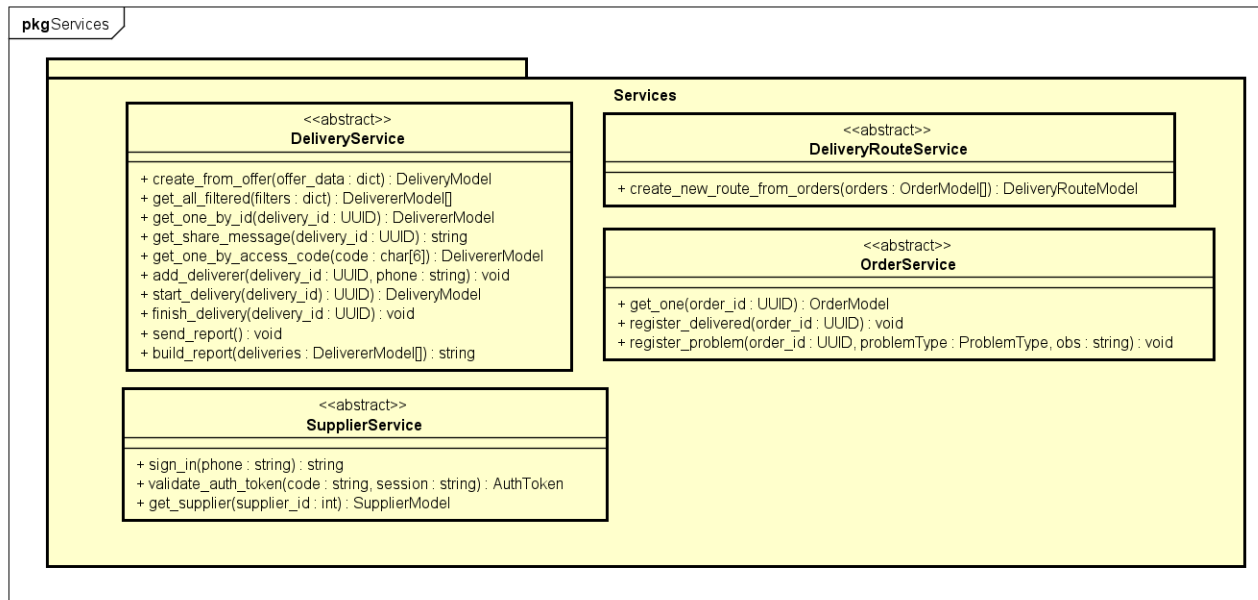 pkgServices
Services
<<abstract>>
DeliveryService
+ create_from_offer(offer_data : dict) : DeliveryModel
+ get_all_filtered(filters : dict) : DelivererModel[]
+ get_one_by_id(delivery_id : UUID) : DelivererModel
+ get_share_message(delivery_id : UUID) : string
+ get_one_by_access_code(code : char[6]) : DelivererModel
+ add_deliverer(delivery_id : UUID, phone : string) : void
+ start_delivery(delivery_id) : UUID) : DeliveryModel
+ finish_delivery(delivery_id : UUID) : void
+ send_report() : void
+ build_report(deliveries : DelivererModel[]) : string
<<abstract>>
DeliveryRouteService
+ create_new_route_from_orders(orders : OrderModel[]) : DeliveryRouteModel
<<abstract>>
OrderService
+ get_one(order_id : UUID) : OrderModel
+ register_delivered(order_id : UUID) : void
+ register_problem(order_id : UUID, problemType : ProblemType, obs : string) : void
<<abstract>>
SupplierService
+ sign_in(phone : string) : string
+ validate_auth_token(code : string, session : string) : AuthToken
+ get_supplier(supplier_id : int) : SupplierModel